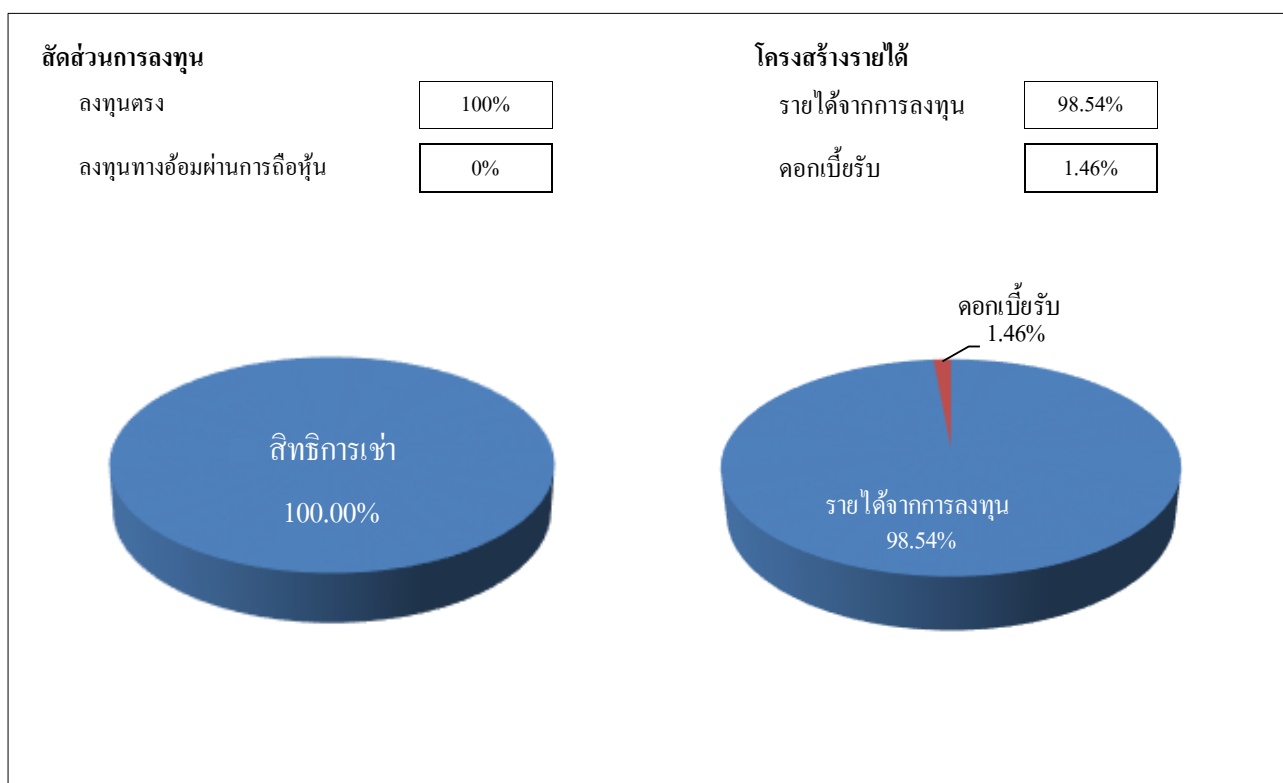 สัดส่วนการลงทุน
ลงทุนตรง 100%
ลงทุนทางอ้อมผ่านการถือหุ้น 0%
โครงสร้างรายได้
รายได้จากการลงทุน 98.54%
ดอกเบี้ยรับ 1.46%
สิทธิการเช่า
100.00%
ดอกเบี้ยรับ
1.46%
รายได้จากการลงทุน
98.54%